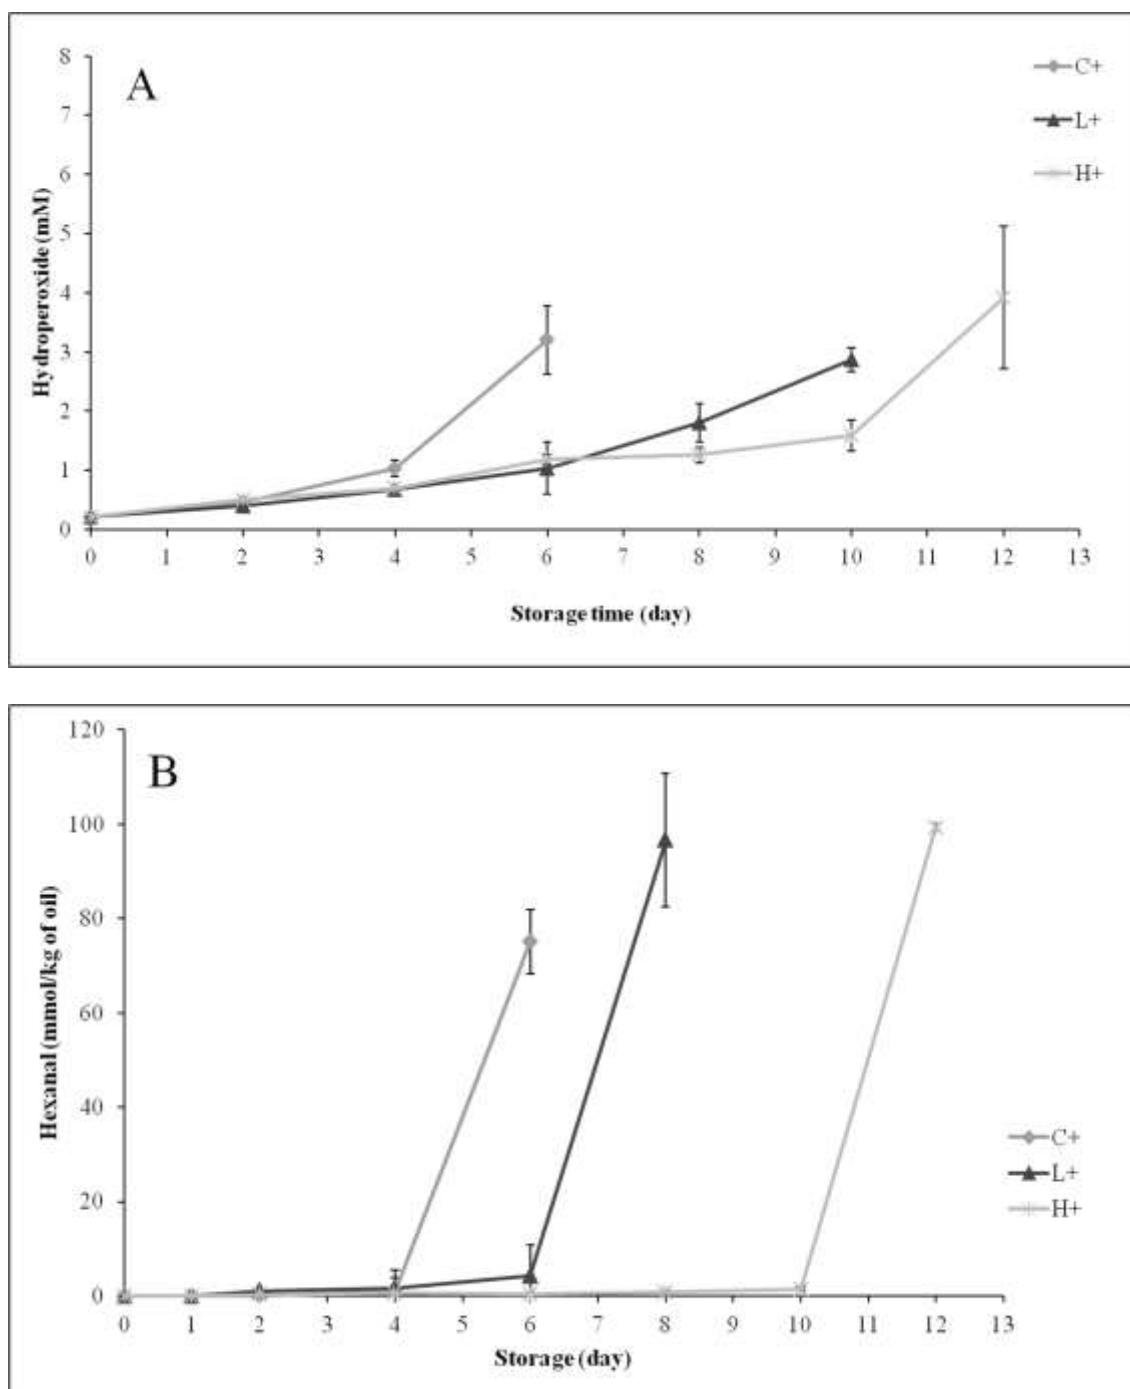 A
8
7
6
5
4
3
2
1
0
Hydroperoxide (mM)
0 1 2 3 4 5 6 7 8 9 10 11 12 13
Storage time (day)
C+
L+
H+
B
120
100
80
60
40
20
0
Hexanal (mmol/kg of oil)
0 1 2 3 4 5 6 7 8 9 10 11 12 13
Storage (day)
C+
L+
H+